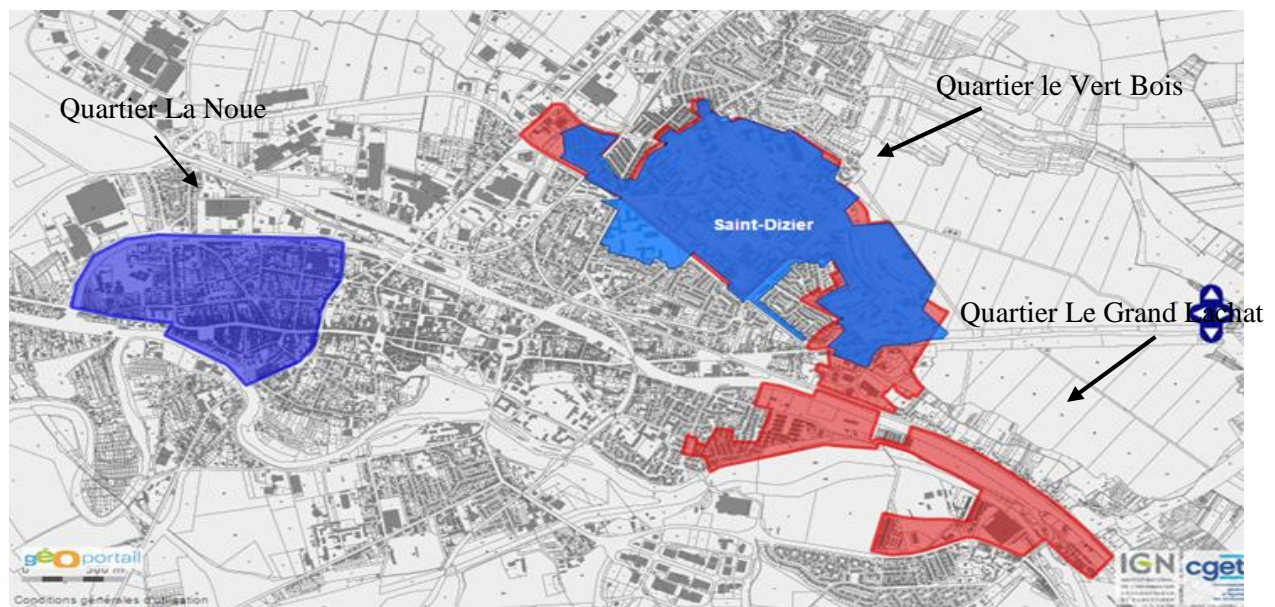 Quartier le Vert Bois
Quartier La Noue
Saint-Dizier
Quartier Le Grand Lachat
géoportail
500 m
Conditions générales d'utilisation
IGN
cget